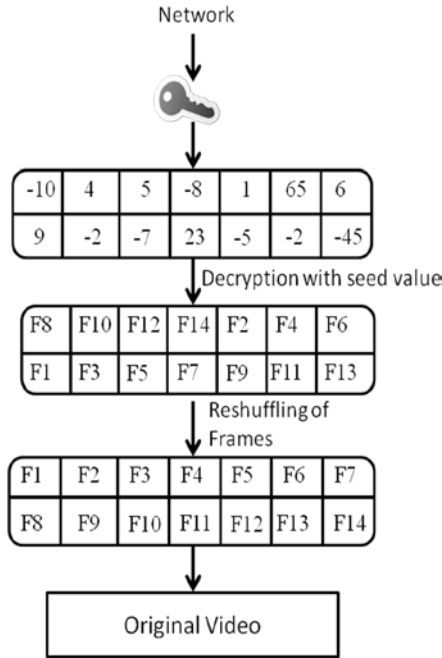 Network
-10 4 5 -8 1 65 6
9 -2 -7 23 -5 -2 -45
Decryption with seed value
F8 F10 F12 F14 F2 F4 F6
F1 F3 F5 F7 F9 F11 F13
Reshuffling of
Frames
F1 F2 F3 F4 F5 F6 F7
F8 F9 F10 F11 F12 F13 F14
Original Video